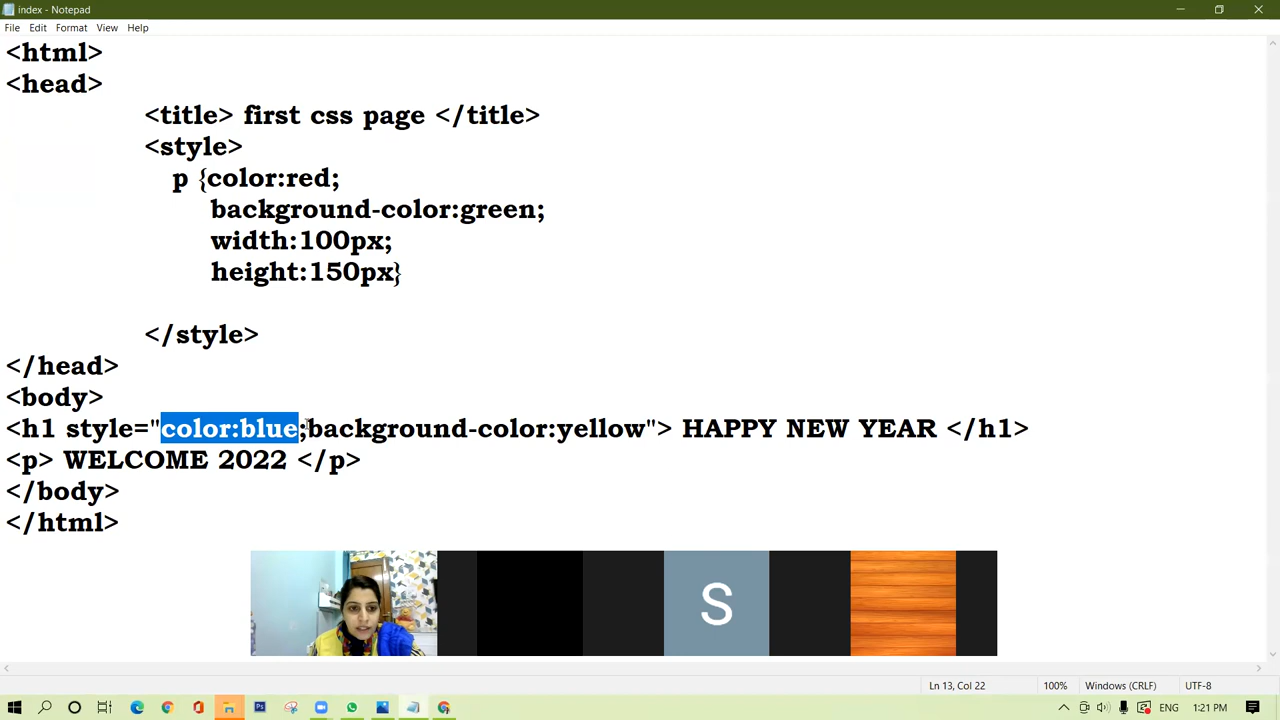 index - Notepad
File Edit Format View Help
<html>
<head>
<title> first css page </title>
<style>
p {color:red;
background-color:green;
width:100px;
height:150px}
</style>
</head>
<body>
<h1 style="color:blue;background-color:yellow"> HAPPY NEW YEAR </h1>
<p> WELCOME 2022 </p>
</body>
</html>
S
Ln 13, Col 22 100% Windows (CRLF) UTF-8
ENG 1:21 PM